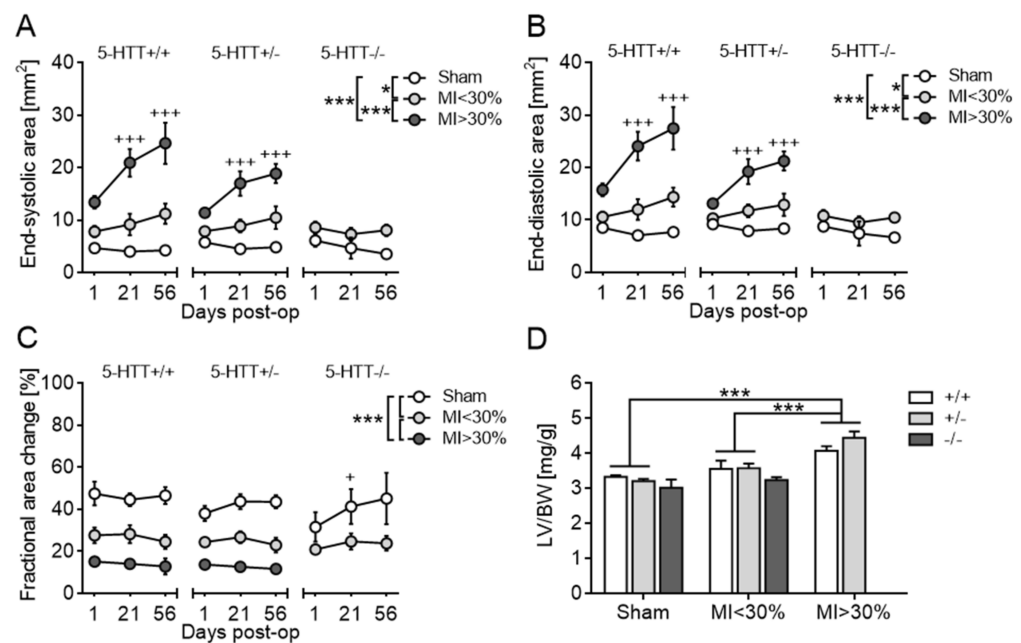 A
5-HTT+/+ 5-HTT+/- 5-HTT-/-
End-systolic area [mm²]
40
30
20
10
0
+++ +++
+++ +++
*** * ***
Sham
MI<30%
MI>30%
1 21 56 1 21 56 1 21 56
Days post-op
B
5-HTT+/+ 5-HTT+/- 5-HTT-/-
End-diastolic area [mm²]
40
30
20
10
0
+++ +++
+++ +++
*** * ***
Sham
MI<30%
MI>30%
1 21 56 1 21 56 1 21 56
Days post-op
C
5-HTT+/+ 5-HTT+/- 5-HTT-/-
Fractional area change [%]
100
80
60
40
20
0
+
***
Sham
MI<30%
MI>30%
1 21 56 1 21 56 1 21 56
Days post-op
D
LV/BW [mg/g]
6
5
4
3
2
1
0
***
***
+/+
+/-
-/-
Sham MI<30% MI>30%